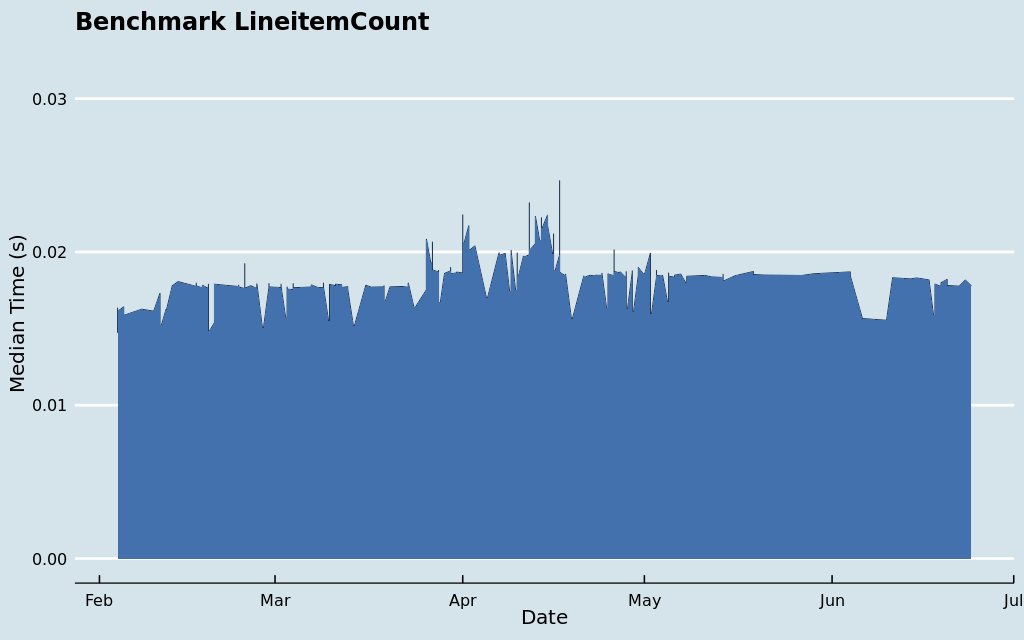 Benchmark LineitemCount
Median Time (s)
0.03
0.02
0.01
0.00
Feb Mar Apr May Jun Jul
Date